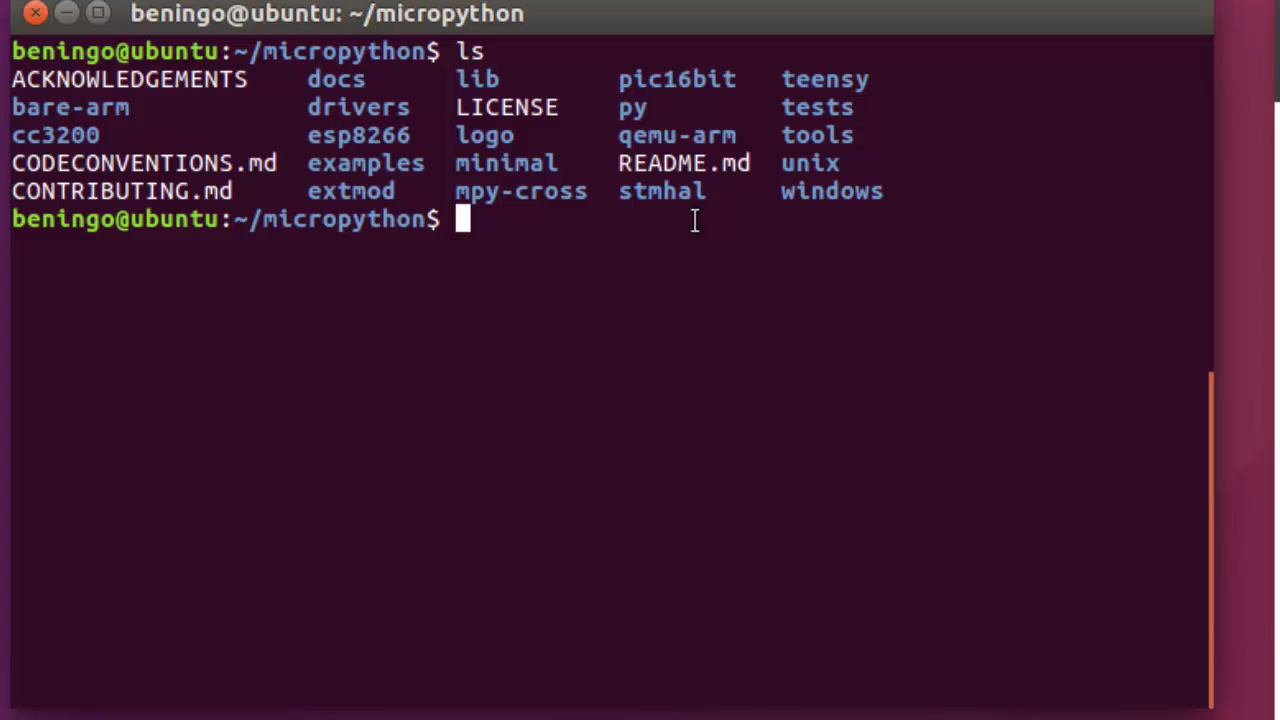 beningo@ubuntu: ~/micropython
beningo@ubuntu:~/micropython$ ls
ACKNOWLEDGEMENTS docs lib pic16bit teensy
bare-arm drivers LICENSE py tests
cc3200 esp8266 logo qemu-arm tools
CODECONVENTIONS.md examples minimal README.md unix
CONTRIBUTING.md extmod mpy-cross stmhal windows
beningo@ubuntu:~/micropython$